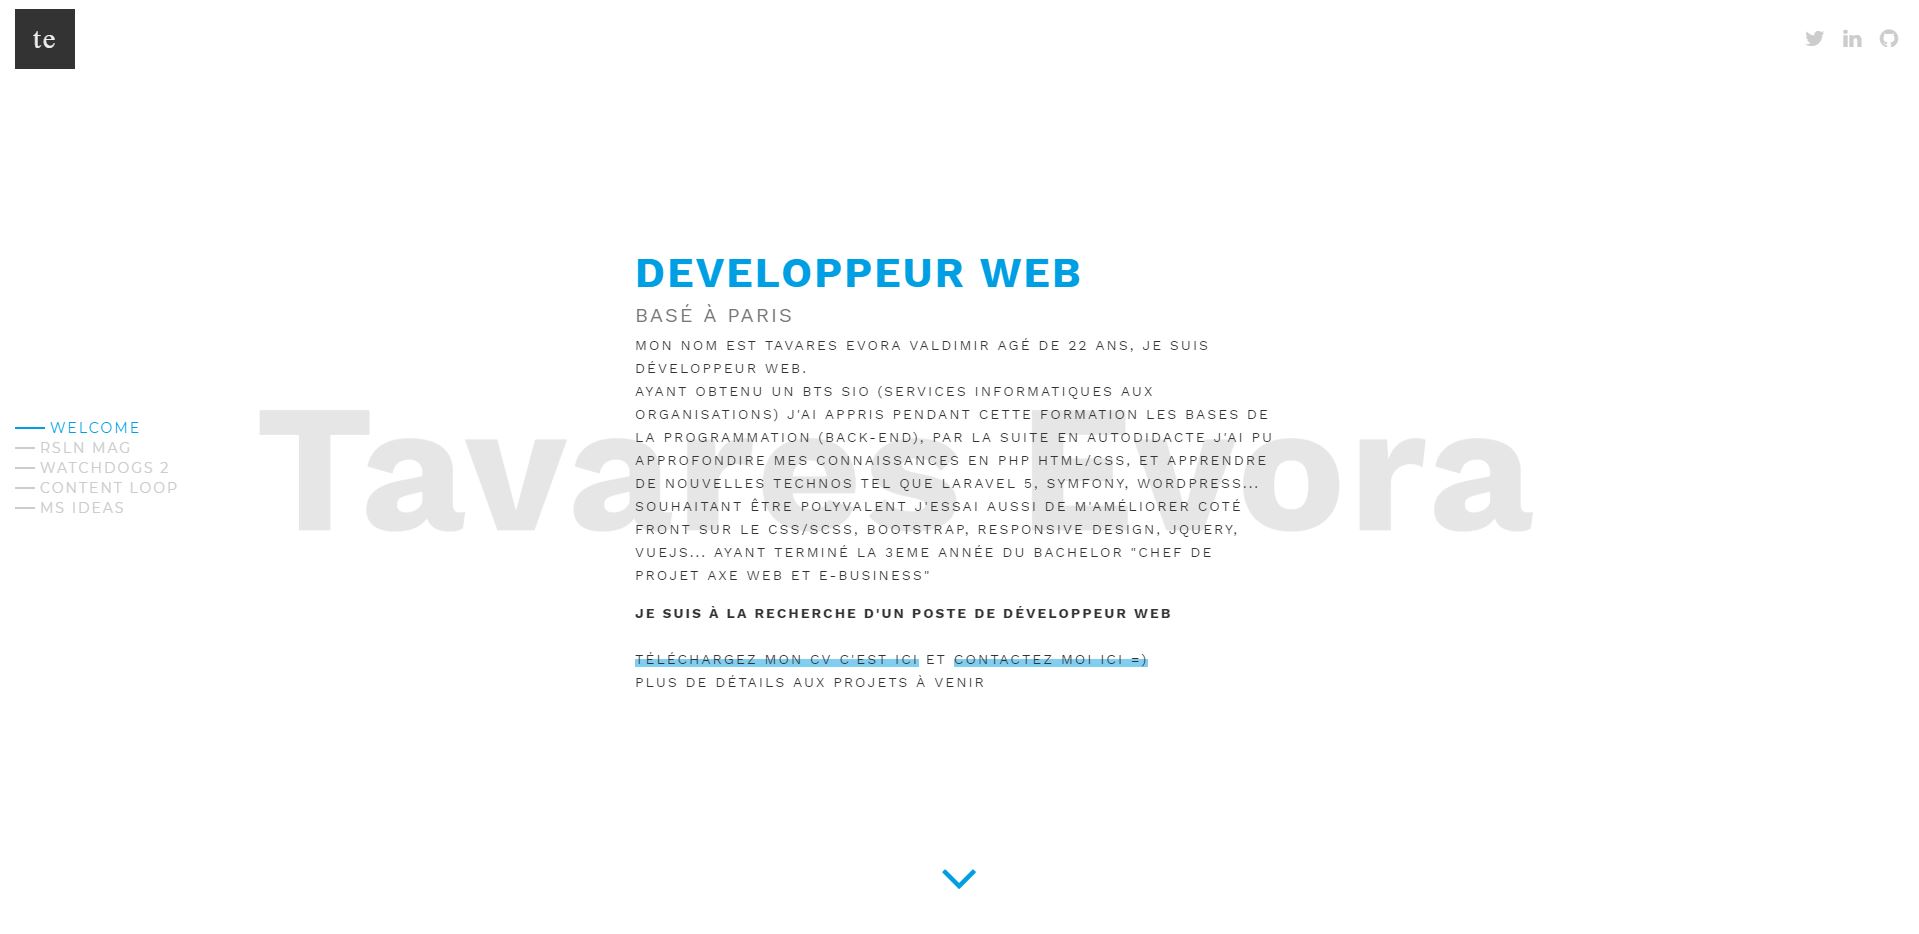 te
DEVELOPPEUR WEB
BASÉ À PARIS
MON NOM EST TAVARES EVORA VALDIMIR AGÉ DE 22 ANS, JE SUIS
DÉVELOPPEUR WEB.
AYANT OBTENU UN BTS SIO (SERVICES INFORMATIQUES AUX
ORGANISATIONS) J'AI APPRIS PENDANT CETTE FORMATION LES BASES DE
LA PROGRAMMATION (BACK-END), PAR LA SUITE EN AUTODIDACTE J'AI PU
APPROFONDIRE MES CONNAISSANCES EN PHP HTML/CSS, ET APPRENDRE
DE NOUVELLES TECHNOS TEL QUE LARAVEL 5, SYMFONY, WORDPRESS...
SOUHAITANT ÊTRE POLYVALENT J'ESSAI AUSSI DE M'AMÉLIORER COTÉ
FRONT SUR LE CSS/SCSS, BOOTSTRAP, RESPONSIVE DESIGN, JQUERY,
VUEJS... AYANT TERMINÉ LA 3EME ANNÉE DU BACHELOR "CHEF DE
PROJET AXE WEB ET E-BUSINESS"
JE SUIS À LA RECHERCHE D'UN POSTE DE DÉVELOPPEUR WEB
TÉLÉCHARGEZ MON CV C'EST ICI ET CONTACTEZ MOI ICI =)
PLUS DE DÉTAILS AUX PROJETS À VENIR
Tavares Evora
WELCOME
RSLN MAG
WATCHDOGS 2
CONTENT LOOP
MS IDEAS